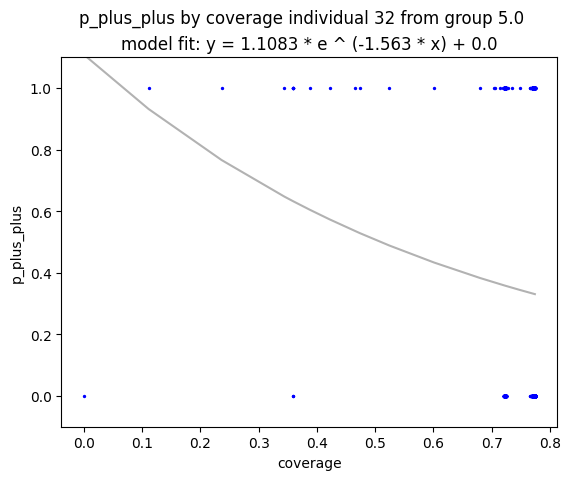 p_plus_plus by coverage individual 32 from group 5.0
model fit: y = 1.1083 * e ^ (-1.563 * x) + 0.0
1.0
0.8
0.6
0.4
0.2
0.0
p_plus_plus
0.0 0.1 0.2 0.3 0.4 0.5 0.6 0.7 0.8
coverage